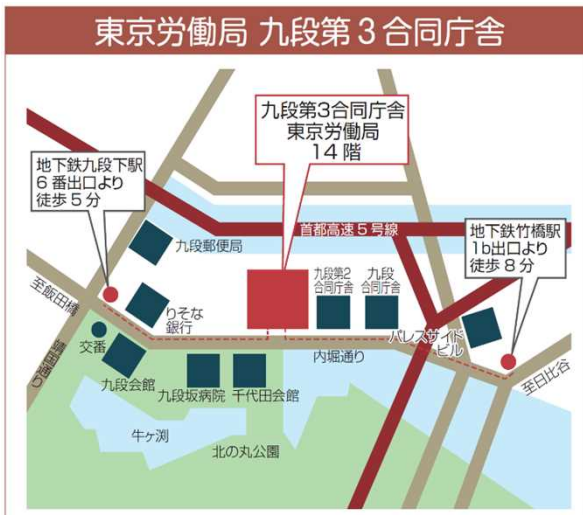 東京労働局 九段第3合同庁舎
九段第3合同庁舎
東京労働局
14階
地下鉄九段下駅
6番出口より
徒歩5分
首都高速5号線
地下鉄竹橋駅
1b出口より
徒歩8分
九段郵便局
至飯田橋
りそな
銀行
九段第2
合同庁舎
九段
合同庁舎
パレスサイド
ビル
靖国通り
交番
内堀通り
至日比谷
九段会館
九段坂病院
千代田会館
牛ヶ渕
北の丸公園